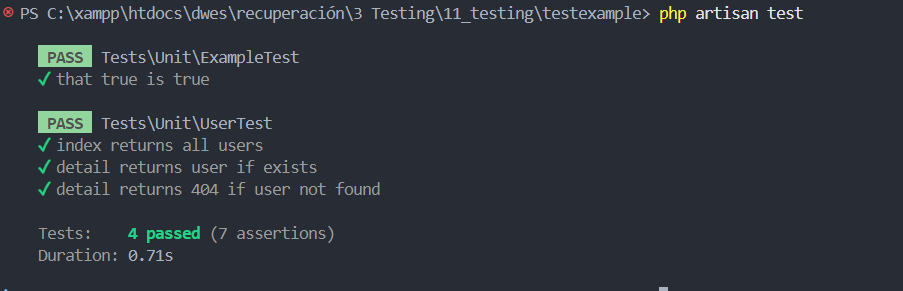 PS C:\xampp\htdocs\dwes\recuperación\3 Testing\11_testing\testexample> php artisan test
PASS Tests\Unit\ExampleTest
✓ that true is true
PASS Tests\Unit\UserTest
✓ index returns all users
✓ detail returns user if exists
✓ detail returns 404 if user not found
Tests: 4 passed (7 assertions)
Duration: 0.71s